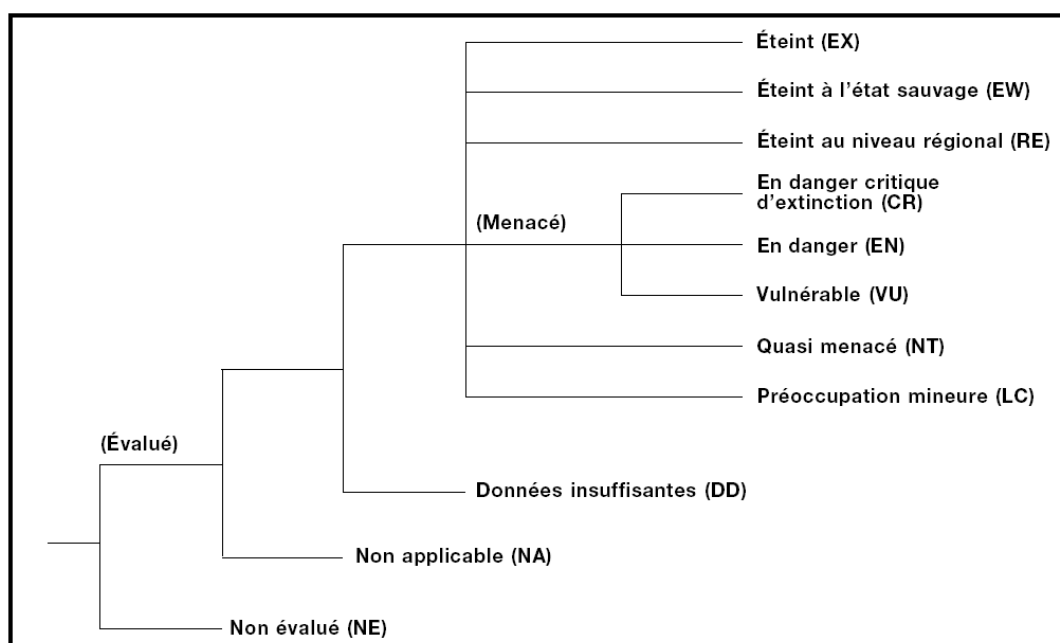 Éteint (EX)
Éteint à l’état sauvage (EW)
Éteint au niveau régional (RE)
En danger critique
d’extinction (CR)
(Menacé)
En danger (EN)
Vulnérable (VU)
Quasi menacé (NT)
Préoccupation mineure (LC)
(Évalué)
Données insuffisantes (DD)
Non applicable (NA)
Non évalué (NE)